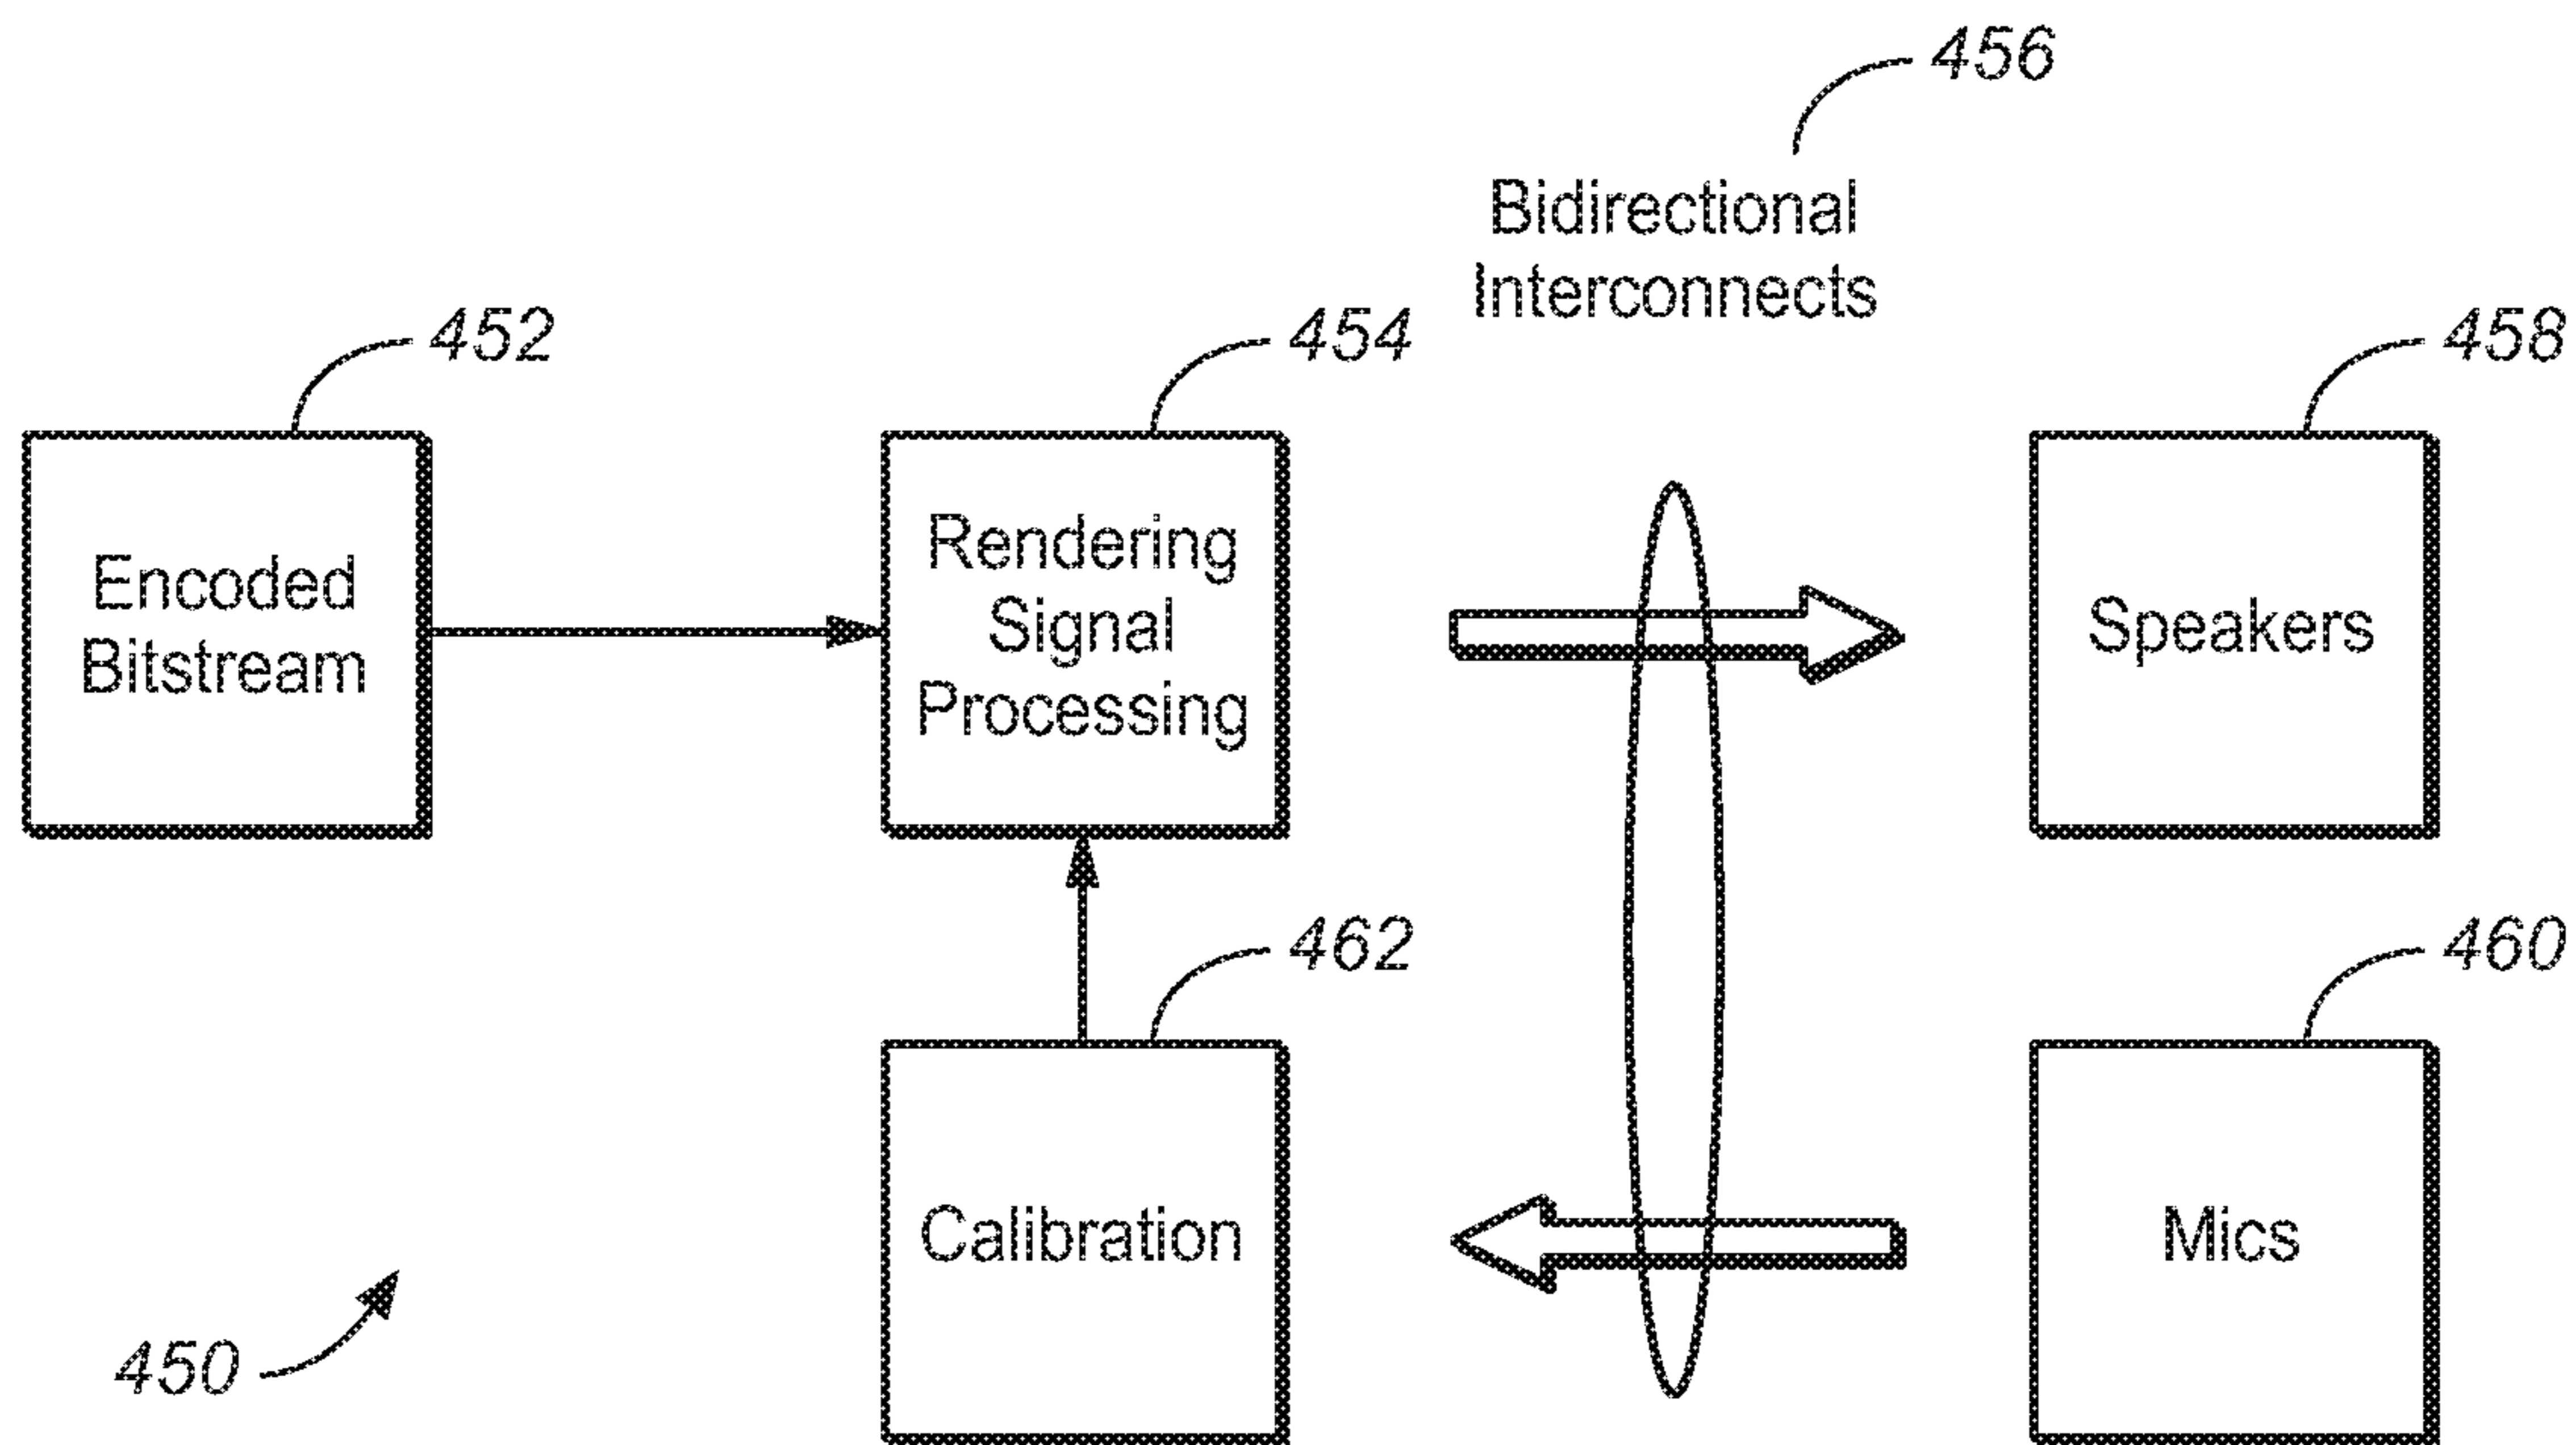 456
Bidirectional
Interconnects
452
454
458
Encoded
Bitstream
Rendering
Signal
Processing
Speakers
462
460
Calibration
Mics
450